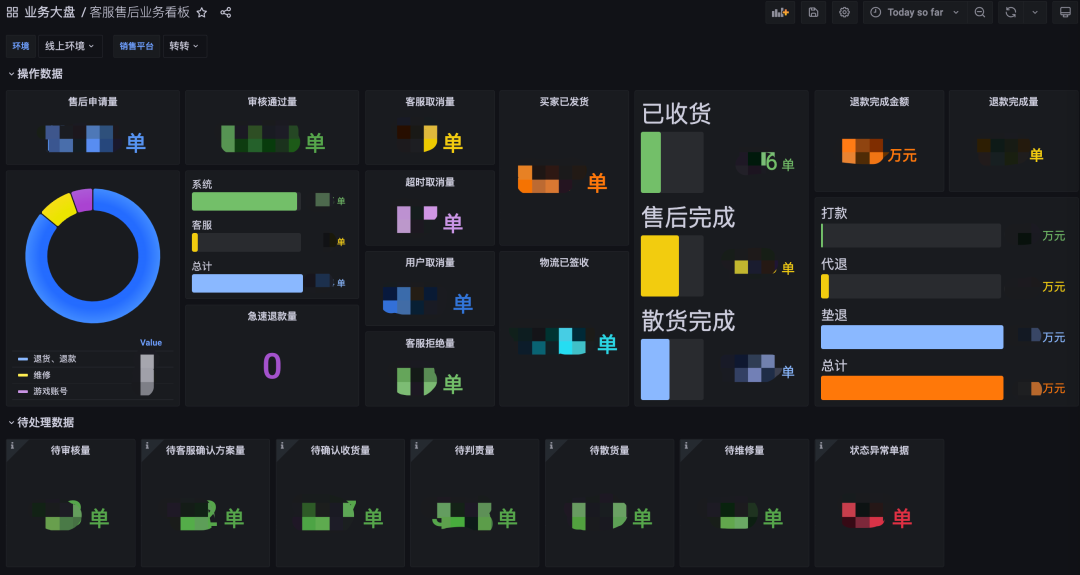 业务大盘 / 客服售后业务看板
Today so far
环境 线上环境
销售平台 转转
操作数据
售后申请量
单
审核通过量
单
客服取消量
单
买家已发货
单
已收货
6 单
售后完成
单
散货完成
单
退款完成金额
万元
退款完成量
单
Value
退货、退款
维修
游戏账号
系统
单
客服
单
总计
单
急速退款量
0
超时取消量
单
用户取消量
单
客服拒绝量
单
物流已签收
单
打款
万元
代退
万元
垫退
万元
总计
万元
待处理数据
待审核量
单
待客服确认方案量
单
待确认收货量
单
待判责量
单
待散货量
单
待维修量
单
状态异常单据
单